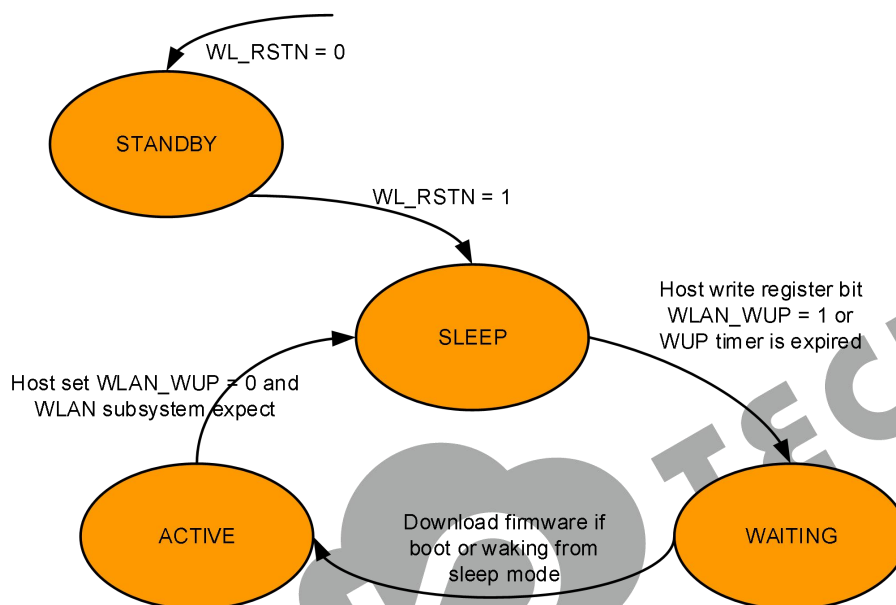 WL_RSTN = 0
STANDBY
WL_RSTN = 1
Host write register bit
WLAN_WUP = 1 or
WUP timer is expired
SLEEP
Host set WLAN_WUP = 0 and
WLAN subsystem expect
ACTIVE
Download firmware if
boot or waking from
sleep mode
WAITING